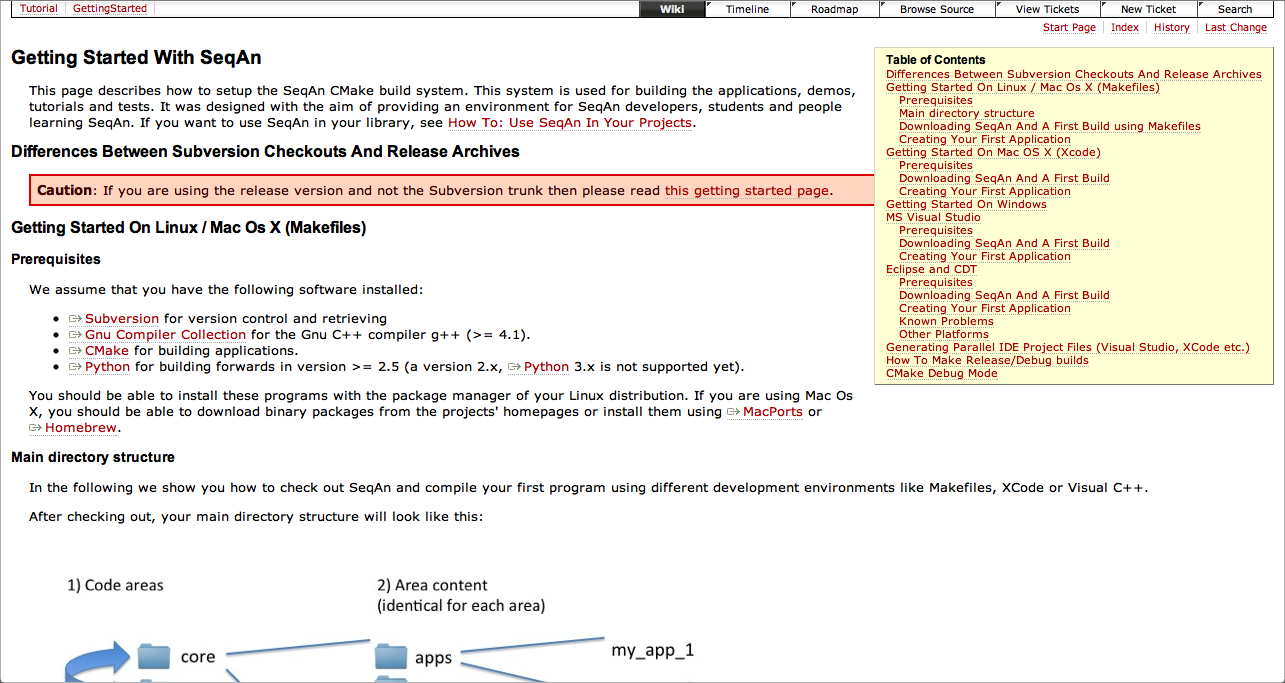 Tutorial GettingStarted
Wiki Timeline Roadmap Browse Source View Tickets New Ticket Search
Start Page Index History Last Change
Getting Started With SeqAn
This page describes how to setup the SeqAn CMake build system. This system is used for building the applications, demos,
tutorials and tests. It was designed with the aim of providing an environment for SeqAn developers, students and people
learning SeqAn. If you want to use SeqAn in your library, see How To: Use SeqAn In Your Projects.
Differences Between Subversion Checkouts And Release Archives
Caution: If you are using the release version and not the Subversion trunk then please read this getting started page.
Getting Started On Linux / Mac Os X (Makefiles)
Prerequisites
We assume that you have the following software installed:
Subversion for version control and retrieving
Gnu Compiler Collection for the Gnu C++ compiler g++ (>= 4.1).
CMake for building applications.
Python for building forwards in version >= 2.5 (a version 2.x, Python 3.x is not supported yet).
You should be able to install these programs with the package manager of your Linux distribution. If you are using Mac Os
X, you should be able to download binary packages from the projects' homepages or install them using MacPorts or
Homebrew.
Table of Contents
Differences Between Subversion Checkouts And Release Archives
Getting Started On Linux / Mac Os X (Makefiles)
Prerequisites
Main directory structure
Downloading SeqAn And A First Build using Makefiles
Creating Your First Application
Getting Started On Mac OS X (Xcode)
Prerequisites
Downloading SeqAn And A First Build
Creating Your First Application
Getting Started On Windows
MS Visual Studio
Prerequisites
Downloading SeqAn And A First Build
Creating Your First Application
Eclipse and CDT
Prerequisites
Downloading SeqAn And A First Build
Creating Your First Application
Known Problems
Other Platforms
Generating Parallel IDE Project Files (Visual Studio, XCode etc.)
How To Make Release/Debug builds
CMake Debug Mode
Main directory structure
In the following we show you how to check out SeqAn and compile your first program using different development environments like Makefiles, XCode or Visual C++.
After checking out, your main directory structure will look like this:
1) Code areas
2) Area content
(identical for each area)
core
apps
my_app_1